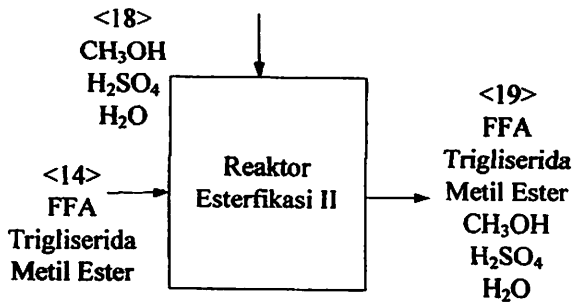 <18>
CH₃OH
H₂SO₄
H₂O
<14>
FFA
Trigliserida
Metil Ester
Reaktor
Esterfikasi II
<19>
FFA
Trigliserida
Metil Ester
CH₃OH
H₂SO₄
H₂O